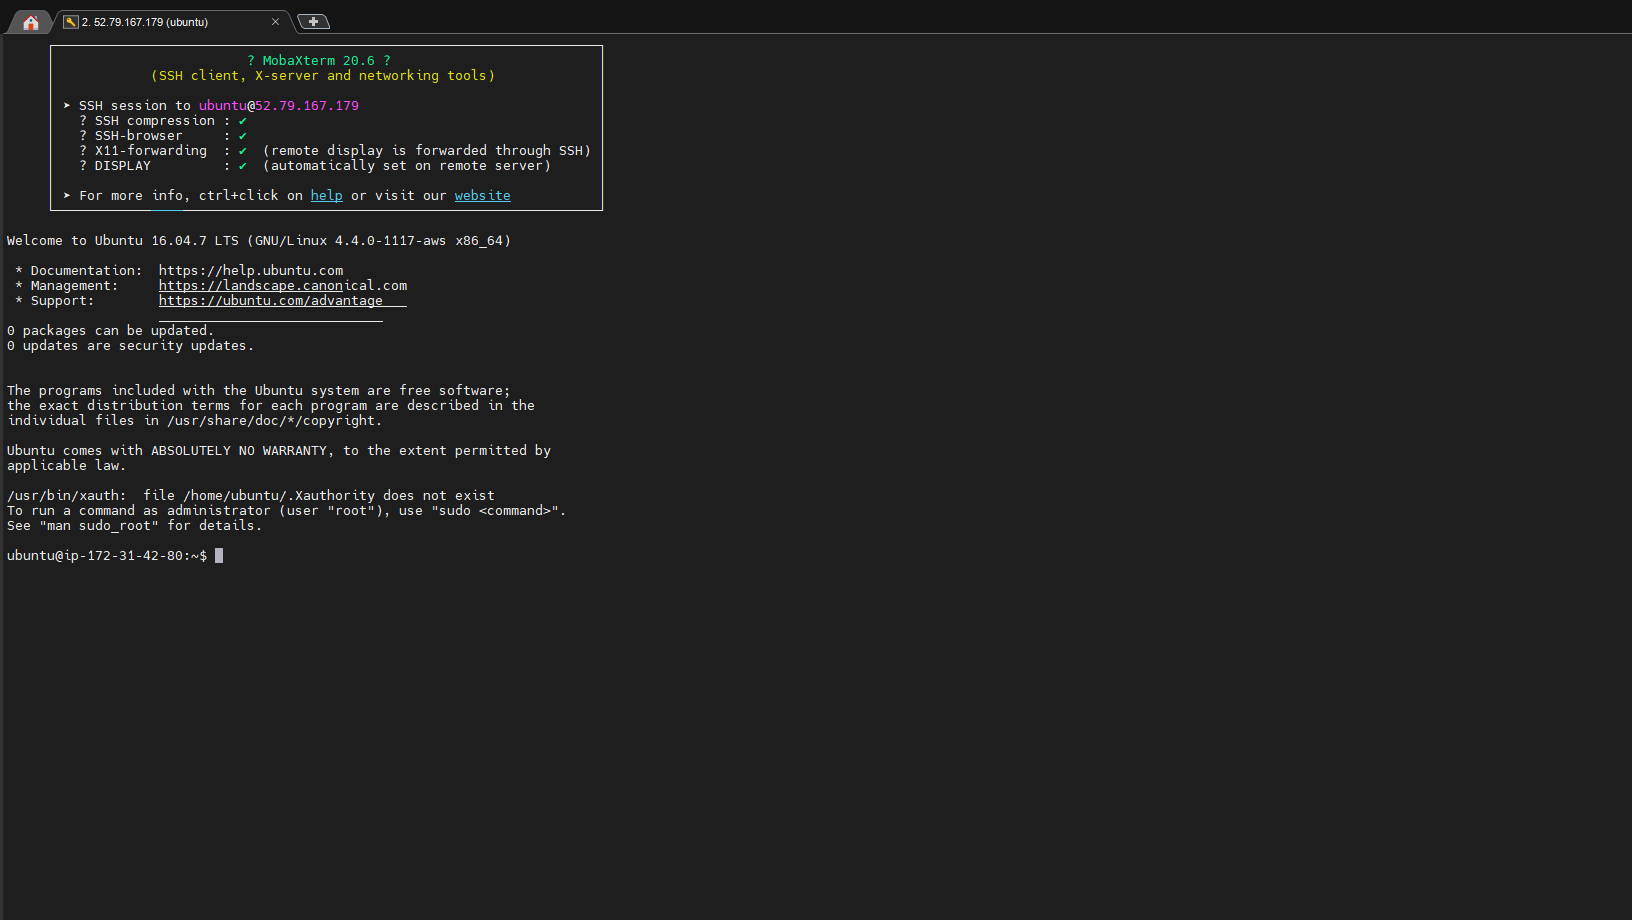 2. 52.79.167.179 (ubuntu)
? MobaXterm 20.6 ?
(SSH client, X-server and networking tools)
➤ SSH session to ubuntu@52.79.167.179
? SSH compression : ✔
? SSH-browser     : ✔
? X11-forwarding  : ✔  (remote display is forwarded through SSH)
? DISPLAY         : ✔  (automatically set on remote server)
➤ For more info, ctrl+click on help or visit our website
Welcome to Ubuntu 16.04.7 LTS (GNU/Linux 4.4.0-1117-aws x86_64)
* Documentation:  https://help.ubuntu.com
* Management:     https://landscape.canonical.com
* Support:        https://ubuntu.com/advantage
0 packages can be updated.
0 updates are security updates.
The programs included with the Ubuntu system are free software;
the exact distribution terms for each program are described in the
individual files in /usr/share/doc/*/copyright.
Ubuntu comes with ABSOLUTELY NO WARRANTY, to the extent permitted by
applicable law.
/usr/bin/xauth:  file /home/ubuntu/.Xauthority does not exist
To run a command as administrator (user "root"), use "sudo <command>".
See "man sudo_root" for details.
ubuntu@ip-172-31-42-80:~$